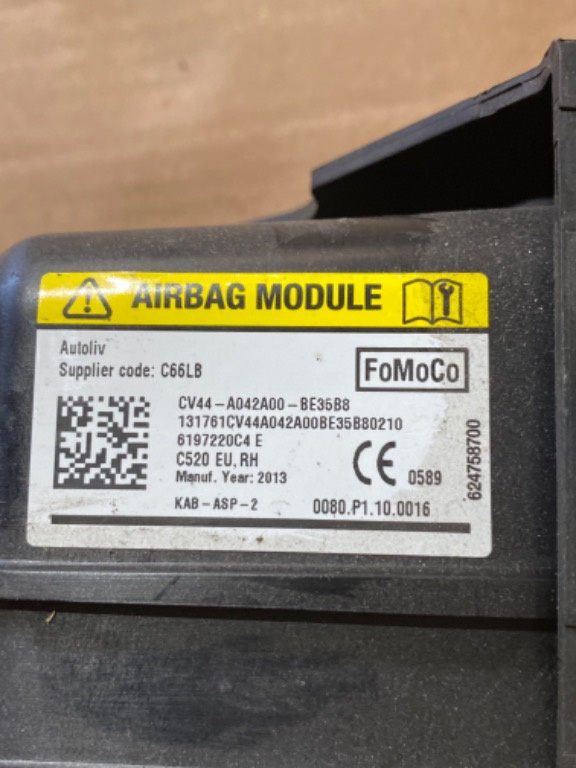 AIRBAG MODULE
Autoliv
Supplier code: C66LB
FoMoCo
CV44-A042A00-BE35B8
131761CV44A042A00BE35B80210
6197220C4 E
C520 EU, RH
Manuf. Year: 2013
CE 0589
KAB-ASP-2
0080.P1.10.0016
624758700